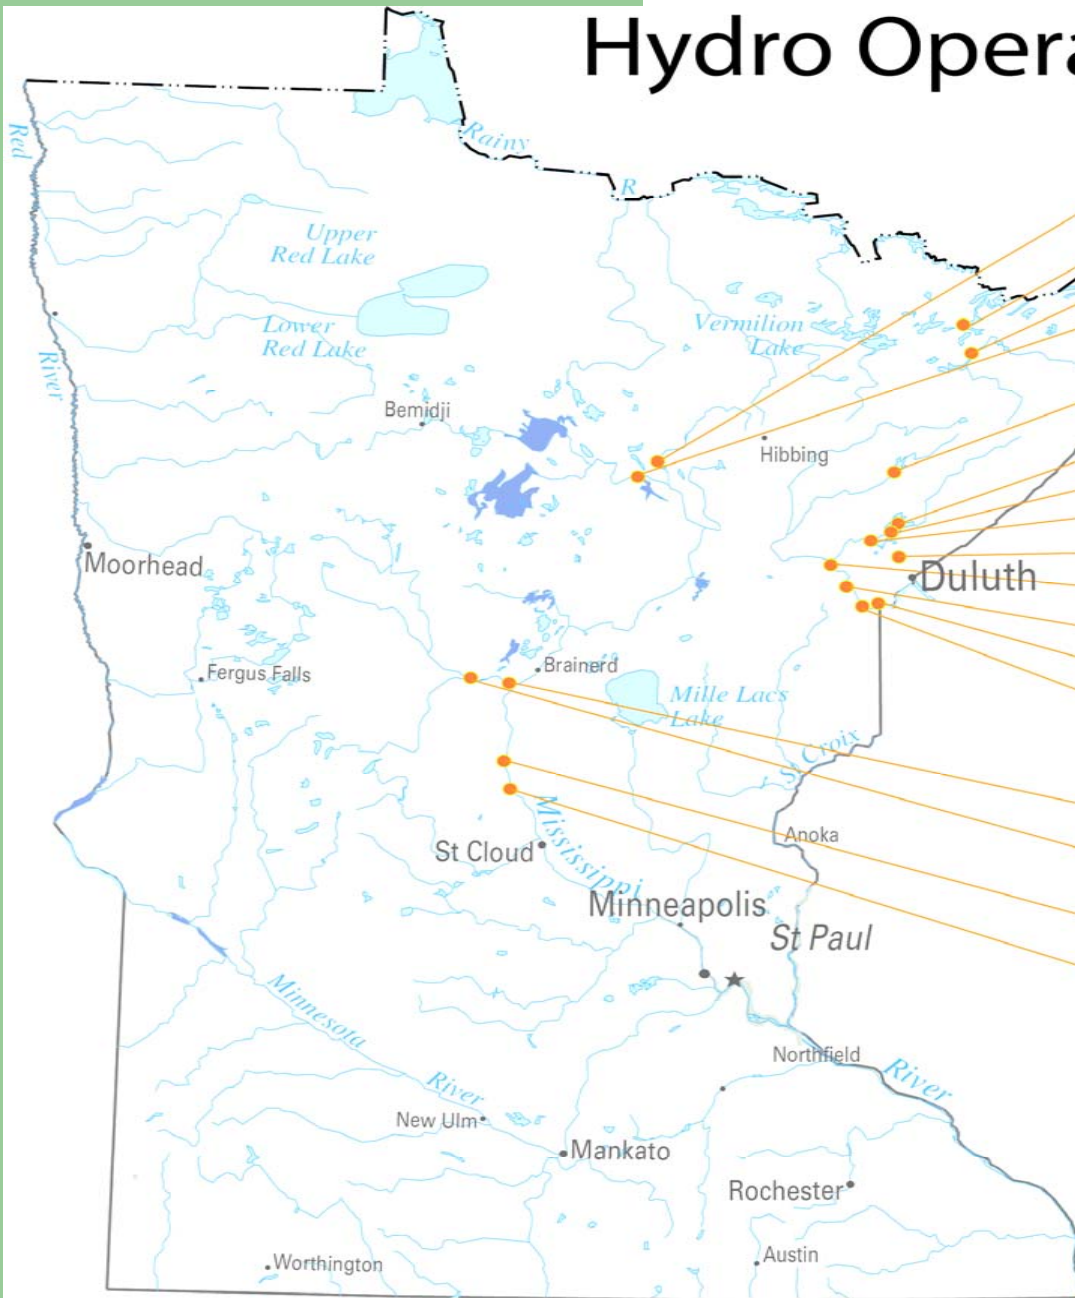 Hydro Opera
Rainy
R
Red
River
Upper
Red Lake
Lower
Red Lake
Vermilion
Lake
Bemidji
Hibbing
Moorhead
Duluth
Fergus Falls
Brainerd
Mille Lacs
Lake
St Croix
Mississippi
Anoka
St Cloud
Minneapolis
St Paul
Minnesota
River
Northfield
River
New Ulm
Mankato
Rochester
Austin
Worthington